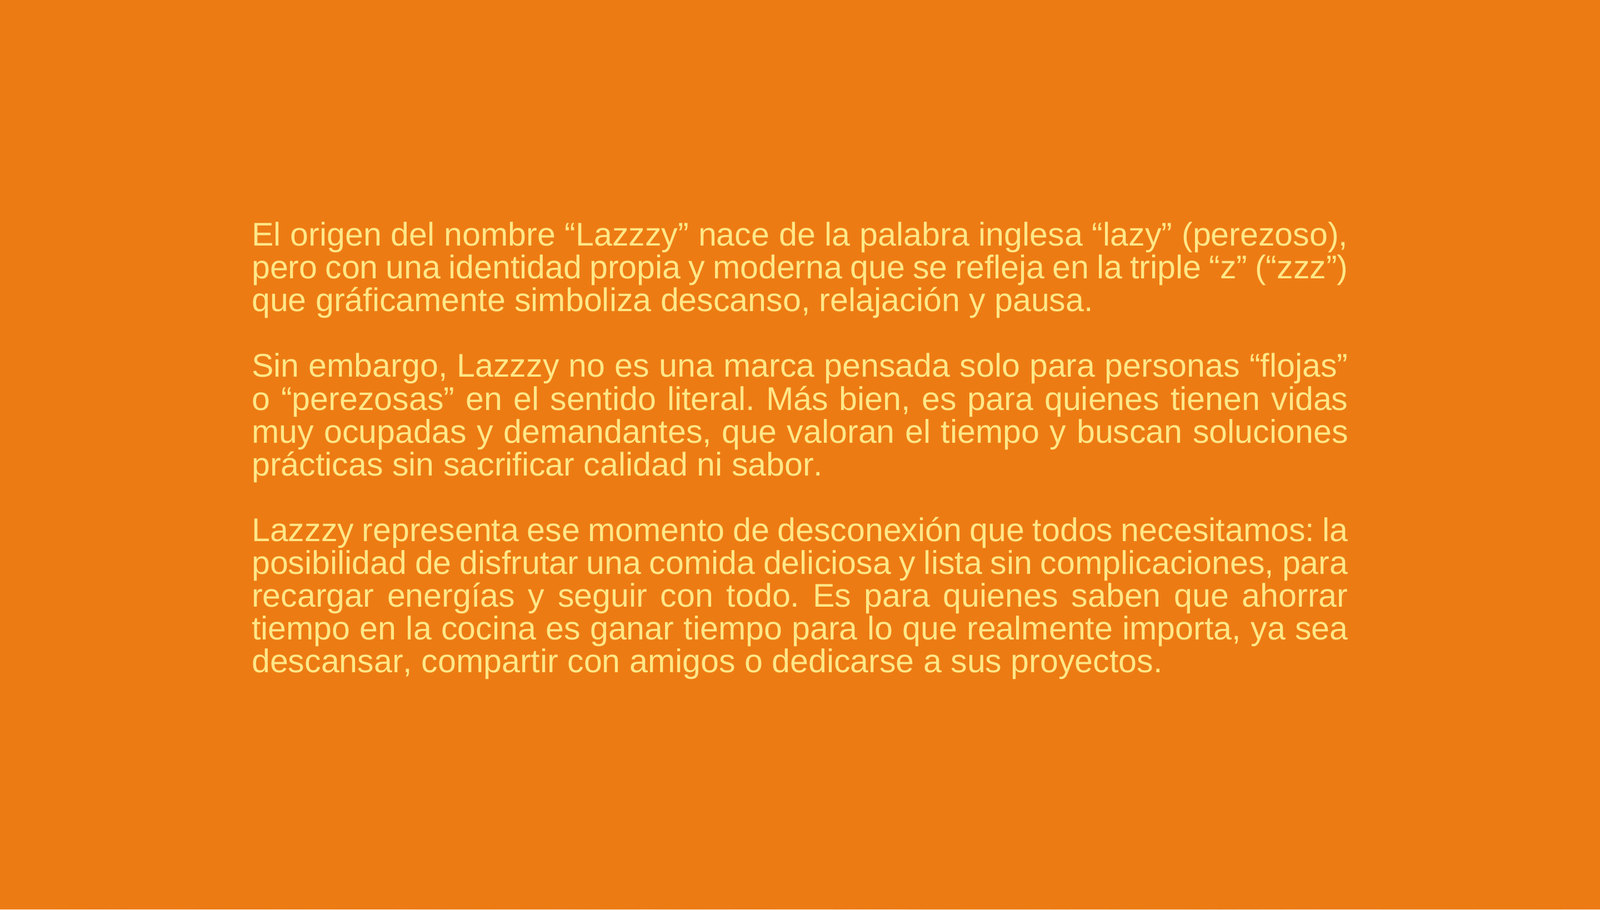 El origen del nombre “Lazzzy” nace de la palabra inglesa “lazy” (perezoso),
pero con una identidad propia y moderna que se refleja en la triple “z” (“zzz”)
que gráficamente simboliza descanso, relajación y pausa.
Sin embargo, Lazzzy no es una marca pensada solo para personas “flojas”
o “perezosas” en el sentido literal. Más bien, es para quienes tienen vidas
muy ocupadas y demandantes, que valoran el tiempo y buscan soluciones
prácticas sin sacrificar calidad ni sabor.
Lazzzy representa ese momento de desconexión que todos necesitamos: la
posibilidad de disfrutar una comida deliciosa y lista sin complicaciones, para
recargar energías y seguir con todo. Es para quienes saben que ahorrar
tiempo en la cocina es ganar tiempo para lo que realmente importa, ya sea
descansar, compartir con amigos o dedicarse a sus proyectos.